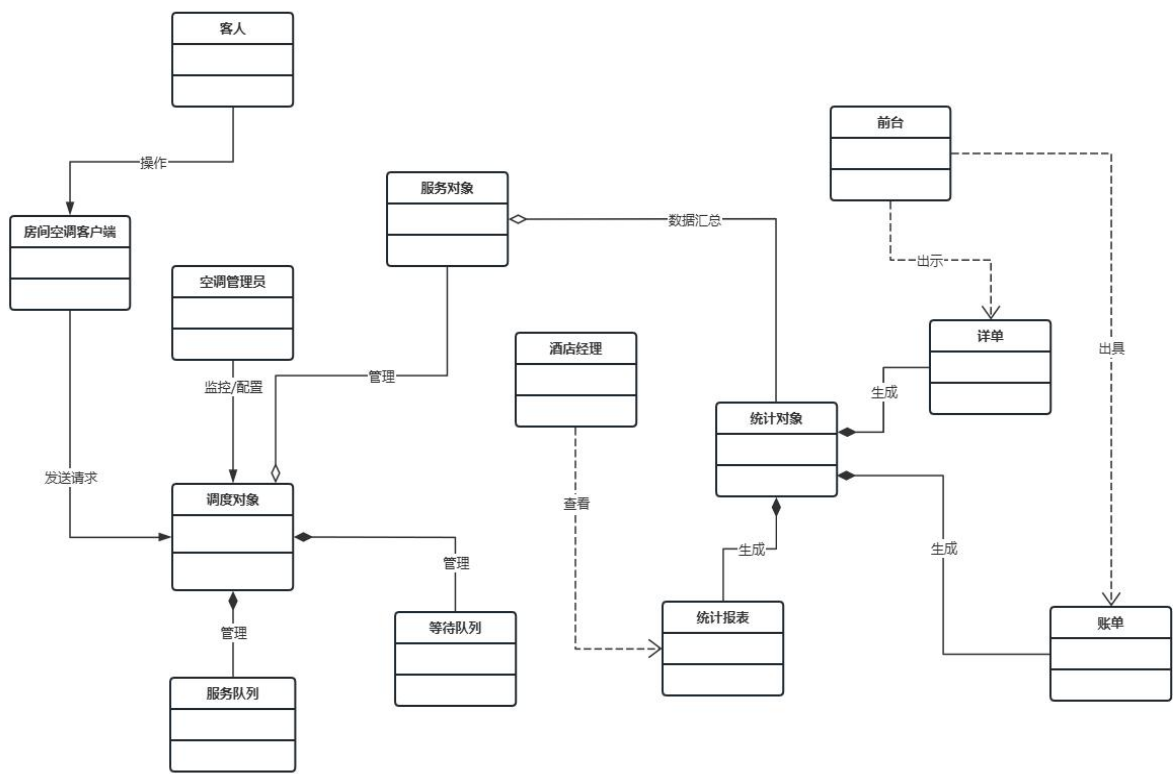 客人
前台
操作
服务对象
数据汇总
房间空调客户端
出示
空调管理员
酒店经理
详单
出具
监控/配置
管理
生成
统计对象
发送请求
调度对象
查看
生成
生成
管理
等待队列
统计报表
账单
管理
服务队列